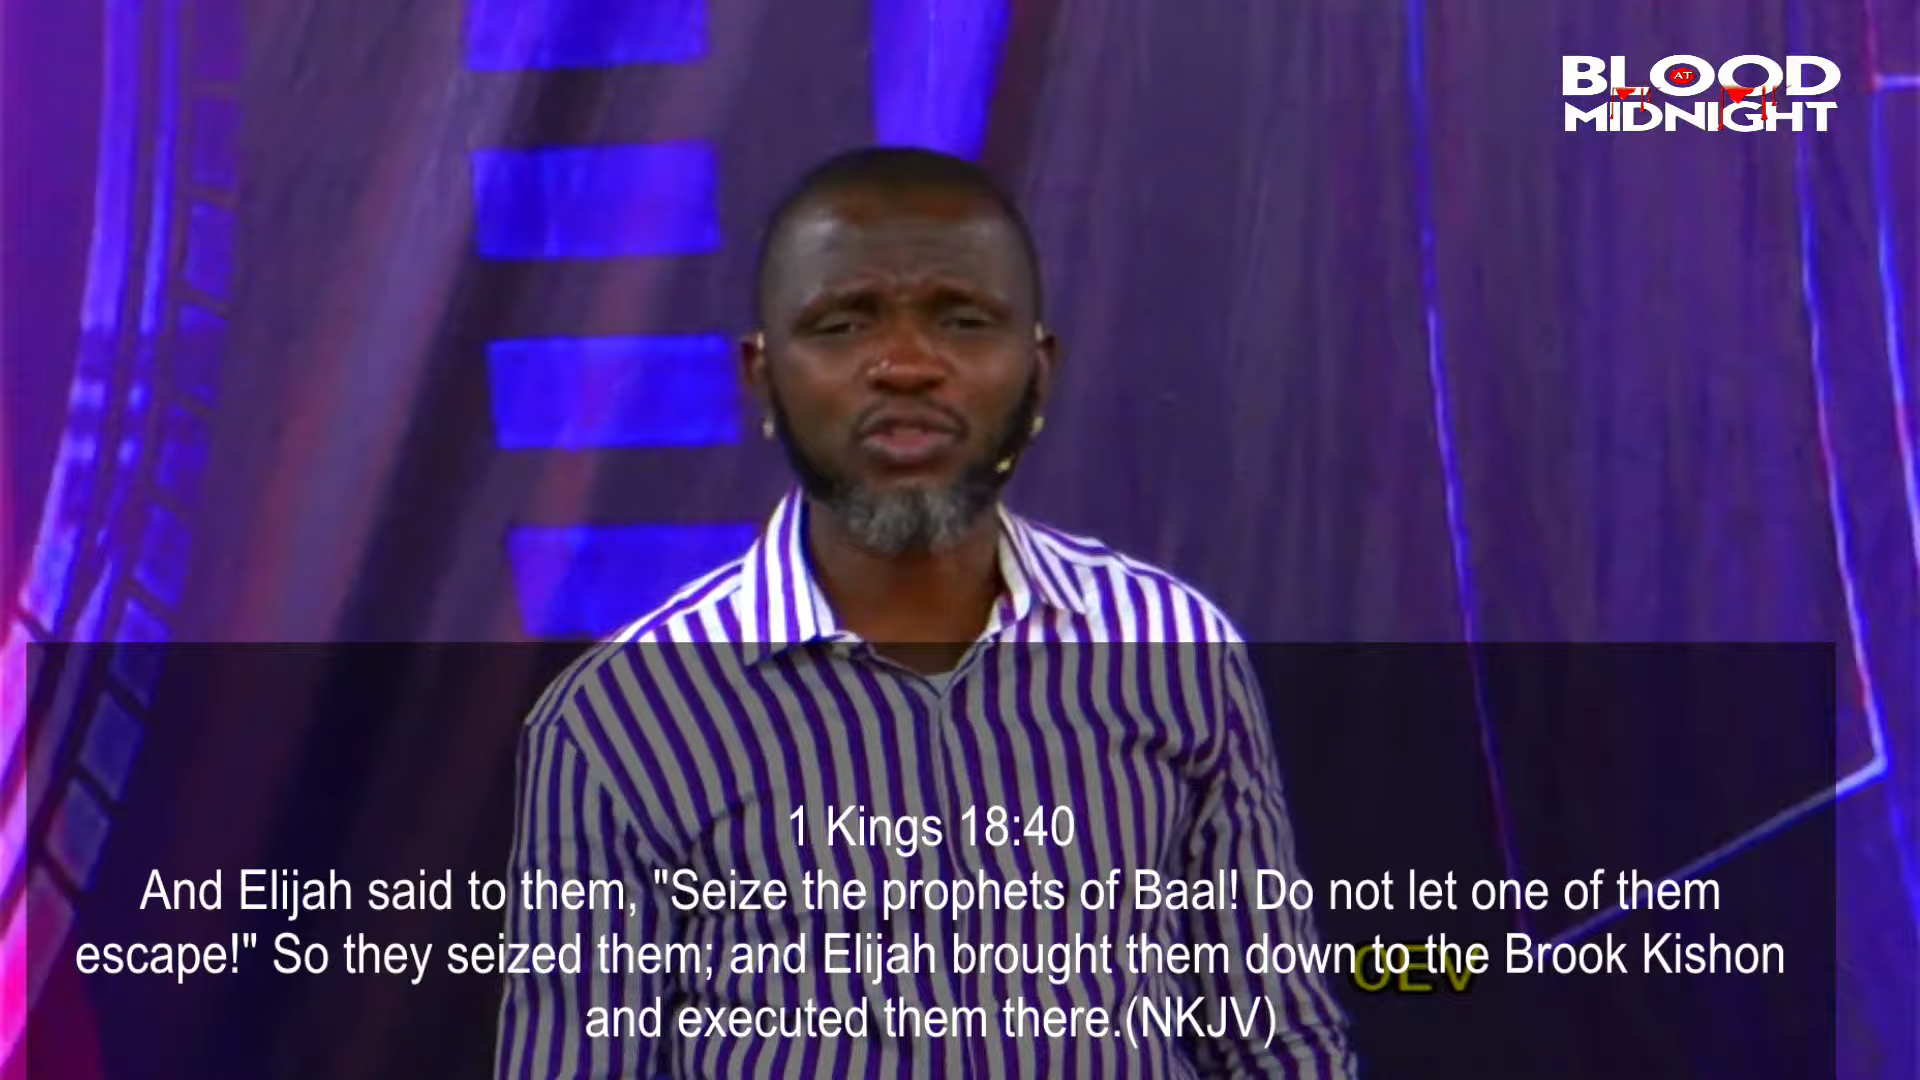 BLOOD
AT
MIDNIGHT
1 Kings 18:40
And Elijah said to them, "Seize the prophets of Baal! Do not let one of them
escape!" So they seized them; and Elijah brought them down to the Brook Kishon
and executed them there.(NKJV)
CEV